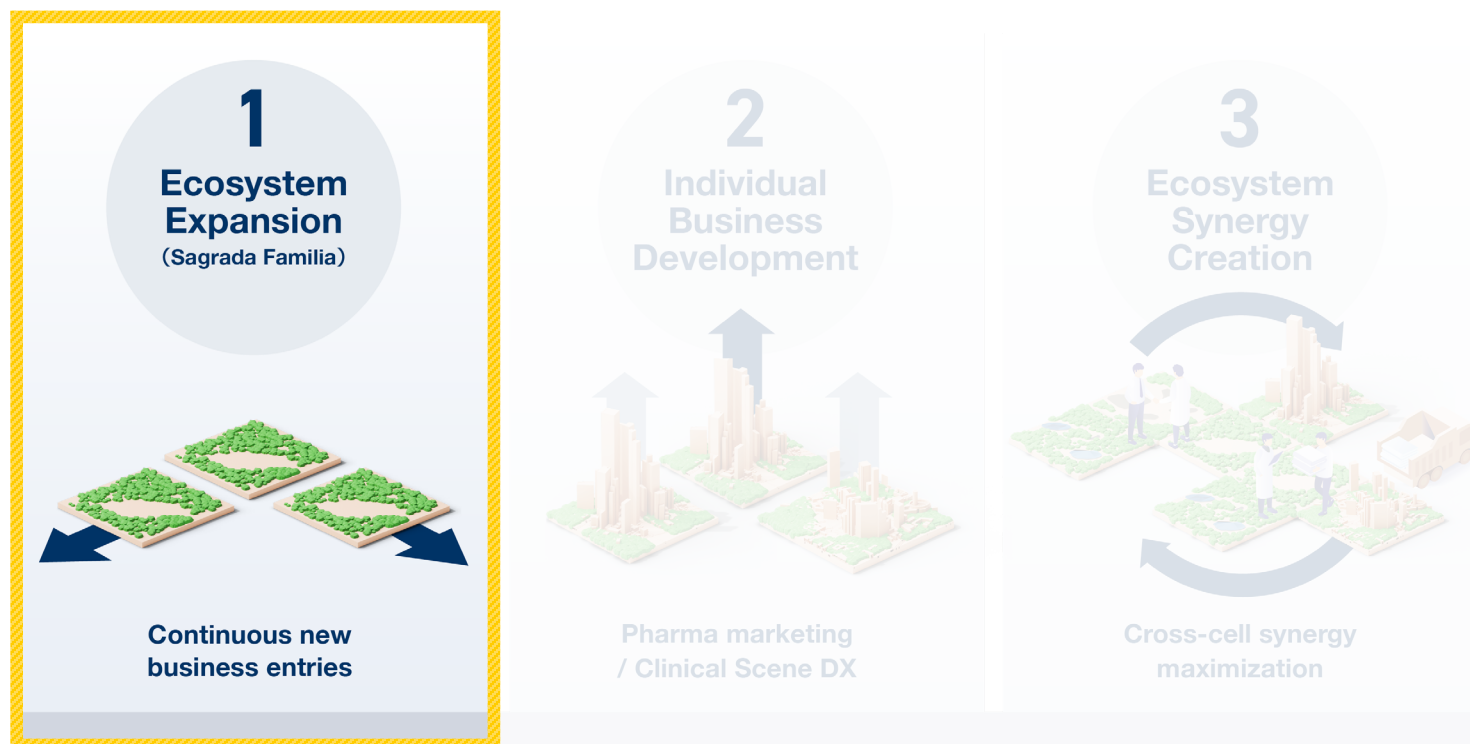 1
Ecosystem
Expansion
（Sagrada Familia）
Continuous new
business entries
2
Individual
Business
Development
Pharma marketing
/ Clinical Scene DX
3
Ecosystem
Synergy
Creation
Cross-cell synergy
maximization